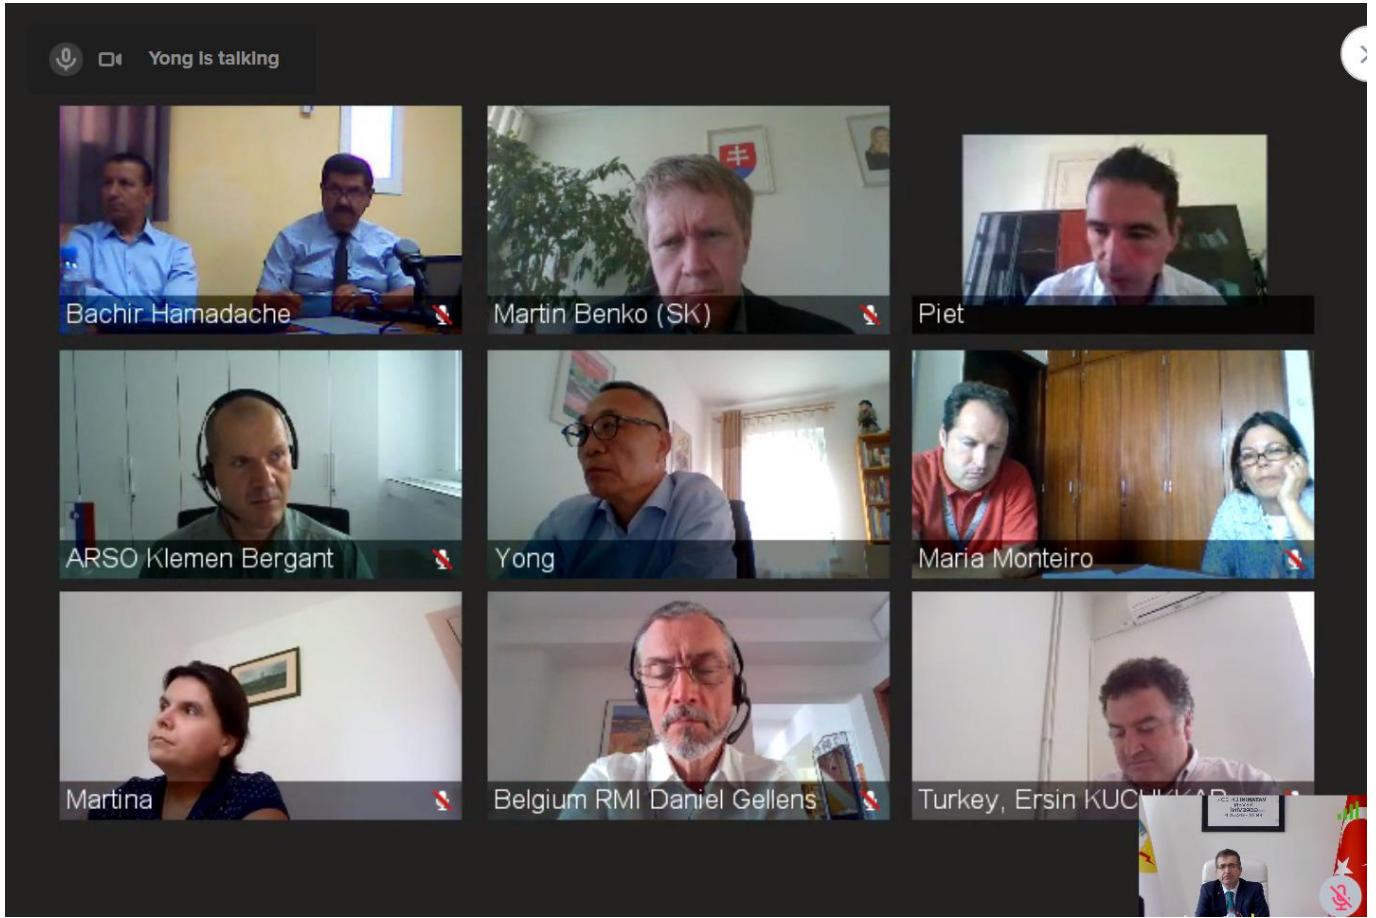 Yong is talking
Bachir Hamadache
Martin Benko (SK)
Piet
ARSO Klemen Bergant
Yong
Maria Monteiro
Martina
Belgium RMI Daniel Gellens
Turkey, Ersin KUCUKKAR